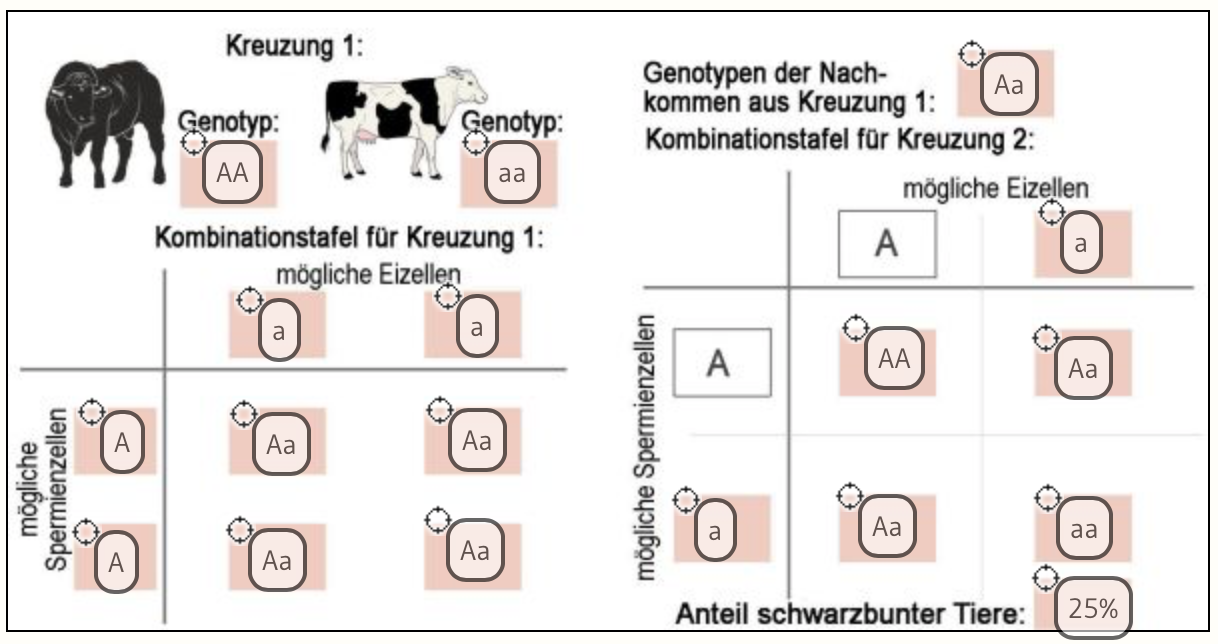 Kreuzung 1:
Genotyp:
AA
Genotyp:
aa
Kombinationstafel für Kreuzung 1:
mögliche Eizellen
a a
mögliche
Spermienzellen
A Aa Aa
A Aa Aa
Genotypen der Nach-
kommen aus Kreuzung 1:
Aa
Kombinationstafel für Kreuzung 2:
mögliche Eizellen
A a
mögliche Spermienzellen
A AA Aa
a Aa aa
Anteil schwarzbunter Tiere: 25%